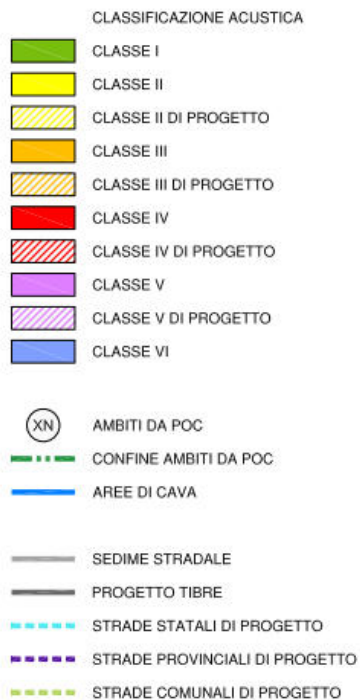 CLASSIFICAZIONE ACUSTICA
CLASSE I
CLASSE II
CLASSE II DI PROGETTO
CLASSE III
CLASSE III DI PROGETTO
CLASSE IV
CLASSE IV DI PROGETTO
CLASSE V
CLASSE V DI PROGETTO
CLASSE VI
XN AMBITI DA POC
CONFINE AMBITI DA POC
AREE DI CAVA
SEDIME STRADALE
PROGETTO TIBRE
STRADE STATALI DI PROGETTO
STRADE PROVINCIALI DI PROGETTO
STRADE COMUNALI DI PROGETTO